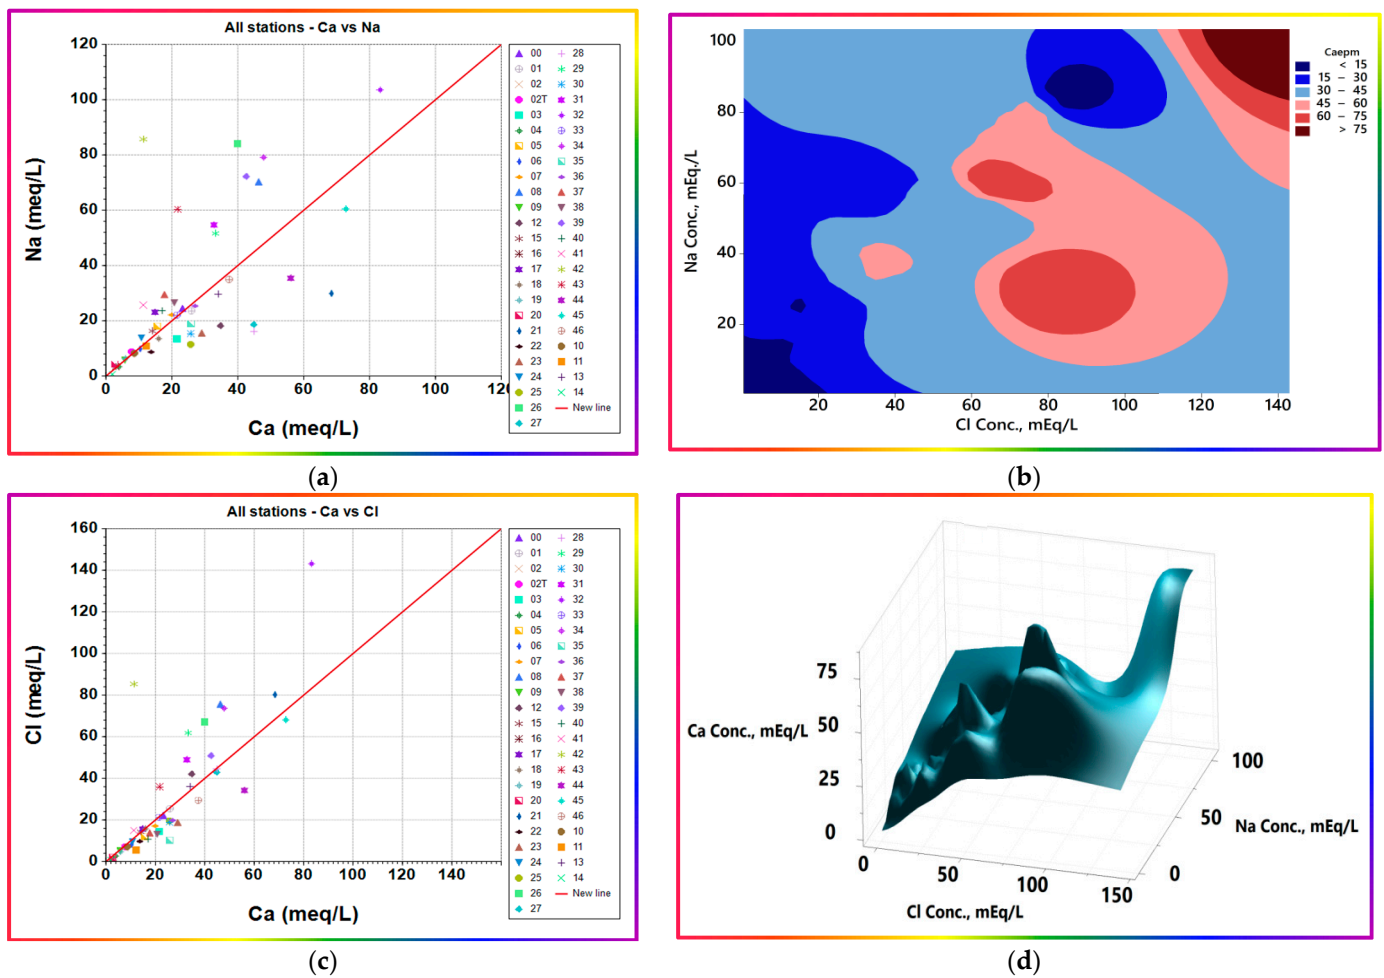 All stations - Ca vs Na
Na (meq/L)
120
100
80
60
40
20
0
0 20 40 60 80 100 120
Ca (meq/L)
00 28
01 29
02 30
02T 31
03 32
04 33
05 34
06 35
07 36
08 37
09 38
12 39
15 40
16 41
17 42
18 43
19 44
20 45
21 46
22 10
23 11
24 13
25 14
26 New line
27
(a)
Na Conc., mEq./L
100
80
60
40
20
20 40 60 80 100 120 140
Cl Conc., mEq/L
Caepm
< 15
15 – 30
30 – 45
45 – 60
60 – 75
> 75
(b)
All stations - Ca vs Cl
Cl (meq/L)
160
140
120
100
80
60
40
20
0
0 20 40 60 80 100 120 140
Ca (meq/L)
00 28
01 29
02 30
02T 31
03 32
04 33
05 34
06 35
07 36
08 37
09 38
12 39
15 40
16 41
17 42
18 43
19 44
20 45
21 46
22 10
23 11
24 13
25 14
26 New line
27
(c)
Ca Conc., mEq/L
75
50
25
0
0 50 100 150
Cl Conc., mEq/L
100
50
0
Na Conc., mEq/L
(d)